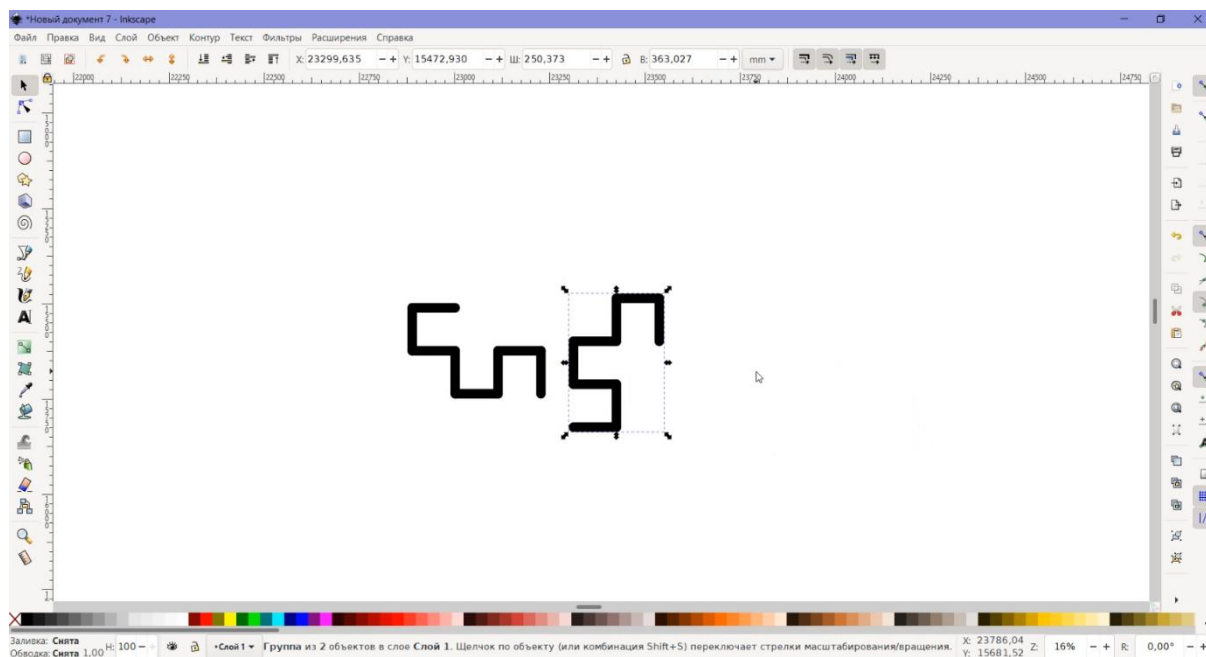 *Новый документ 7 - Inkscape
Файл Правка Вид Слой Объект Контур Текст Фильтры Расширения Справка
X: 23299,635 - + Y: 15472,930 - + Ш: 250,373 - + В: 363,027 - + mm
22000 22250 22500 22750 23000 23250 23500 23750 24000 24250 24500 24750
Заливка: Снята
Обводка: Снята 1,00
Н: 100 - +
•Слой 1
Группа из 2 объектов в слое Слой 1. Щелчок по объекту (или комбинация Shift+S) переключает стрелки масштабирования/вращения.
X: 23786,04
Y: 15681,52
Z: 16% - + R: 0,00° - +